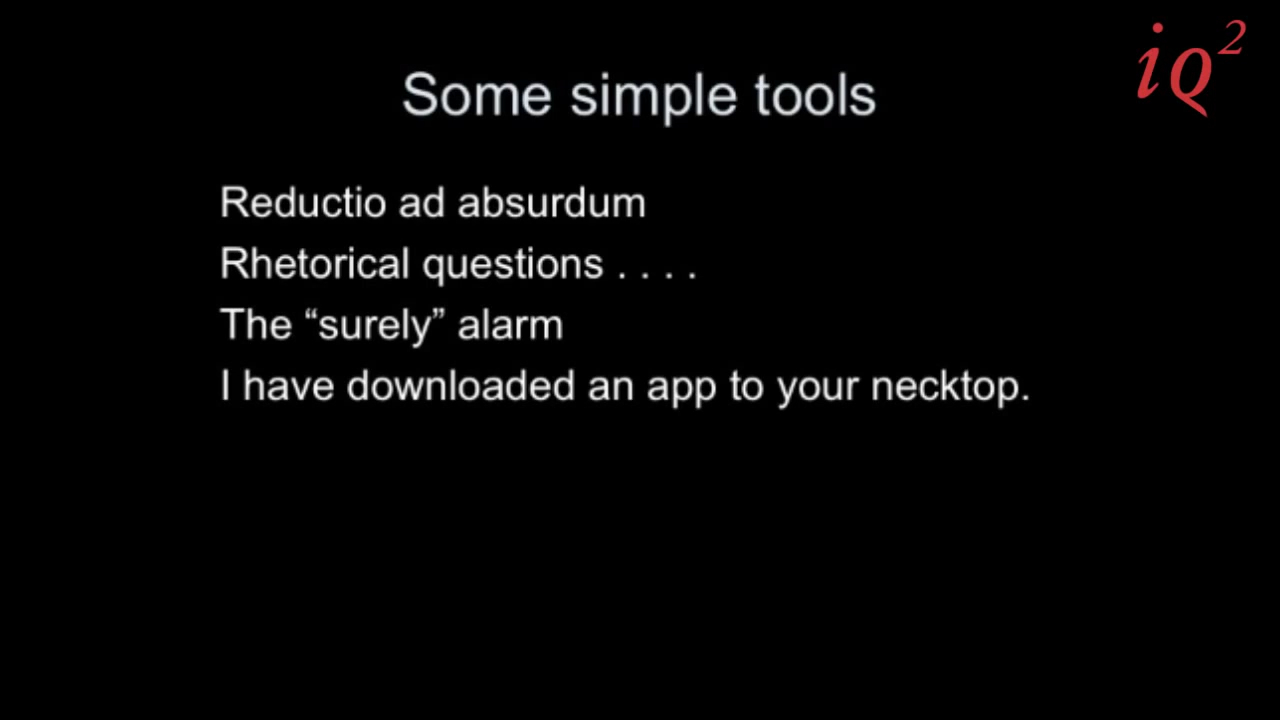 iq²
Some simple tools
Reductio ad absurdum
Rhetorical questions . . . .
The “surely” alarm
I have downloaded an app to your necktop.